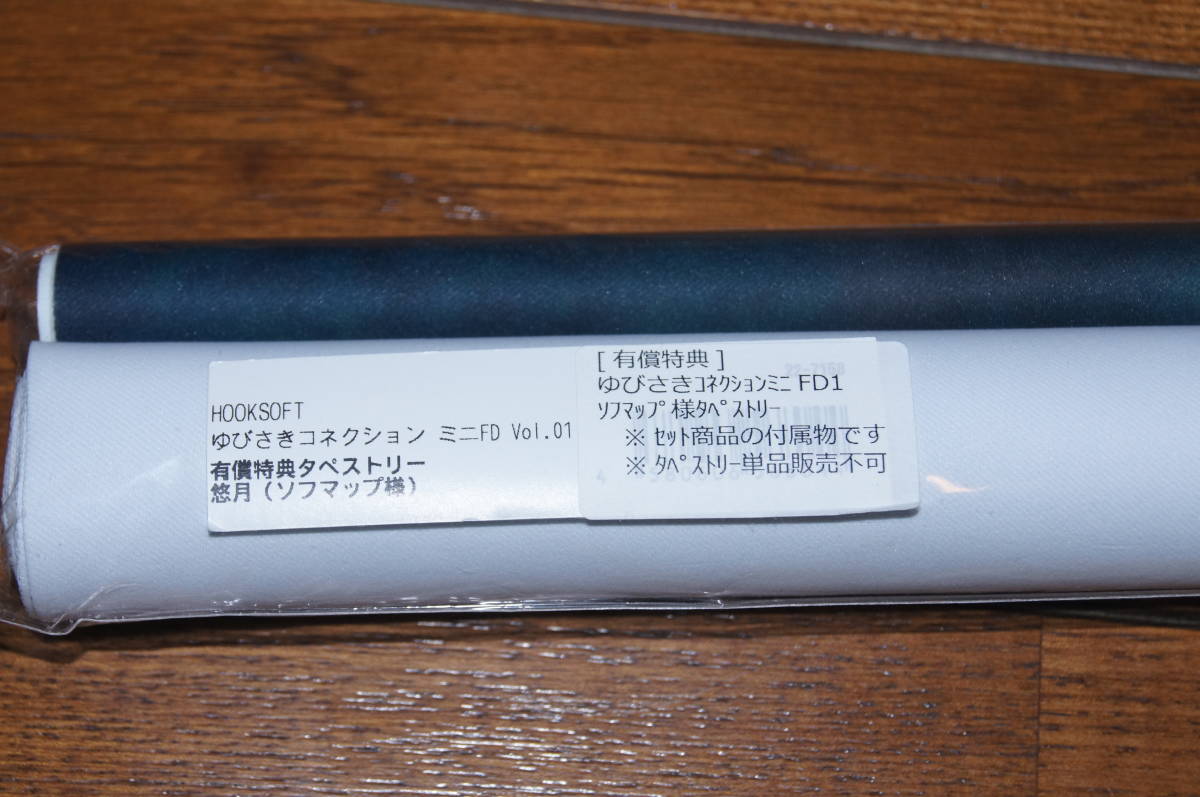 HOOKSOFT
ゆびさきコネクション ミニFD Vol.01
有償特典タペストリー
悠月（ソフマップ様）
[ 有償特典 ]
ゆびさきｺﾈｸｼｮﾝﾐﾆ FD1
ｿﾌﾏｯﾌﾟ様ﾀﾍﾟｽﾄﾘｰ
※ ｾｯﾄ商品の付属物です
※ ﾀﾍﾟｽﾄﾘｰ単品販売不可